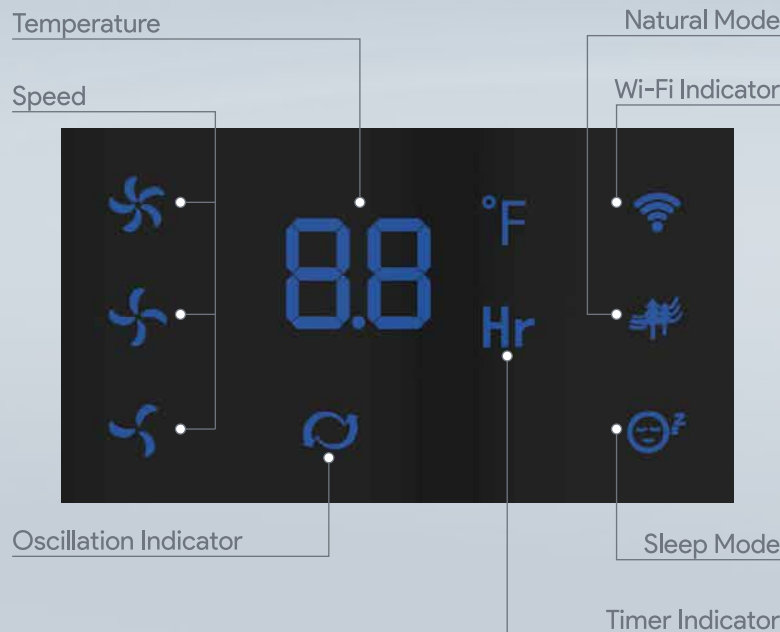 Temperature
Natural Mode
Speed
Wi-Fi Indicator
8.8
°F
Hr
z
Oscillation Indicator
Sleep Mode
Timer Indicator